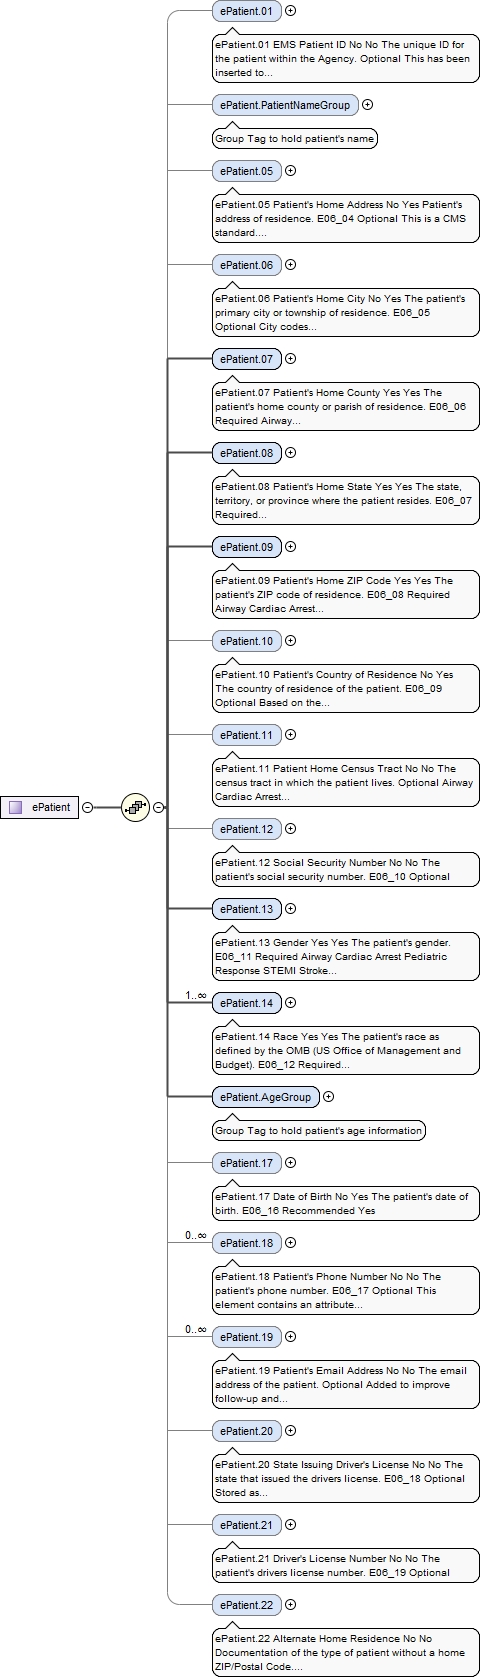 ePatient.01
ePatient.01 EMS Patient ID No No The unique ID for
the patient within the Agency. Optional This has been
inserted to...
ePatient.PatientNameGroup
Group Tag to hold patient's name
ePatient.05
ePatient.05 Patient's Home Address No Yes Patient's
address of residence. E06_04 Optional This is a CMS
standard....
ePatient.06
ePatient.06 Patient's Home City No Yes The patient's
primary city or township of residence. E06_05
Optional City codes...
ePatient.07
ePatient.07 Patient's Home County Yes Yes The
patient's home county or parish of residence. E06_06
Required Airway...
ePatient.08
ePatient.08 Patient's Home State Yes Yes The state,
territory, or province where the patient resides. E06_07
Required...
ePatient.09
ePatient.09 Patient's Home ZIP Code Yes Yes The
patient's ZIP code of residence. E06_08 Required
Airway Cardiac Arrest...
ePatient.10
ePatient.10 Patient's Country of Residence No Yes
The country of residence of the patient. E06_09
Optional Based on the...
ePatient.11
ePatient.11 Patient Home Census Tract No No The
census tract in which the patient lives. Optional Airway
Cardiac Arrest...
ePatient
ePatient.12
ePatient.12 Social Security Number No No The
patient's social security number. E06_10 Optional
ePatient.13
ePatient.13 Gender Yes Yes The patient's gender.
E06_11 Required Airway Cardiac Arrest Pediatric
Response STEMI Stroke...
1..∞
ePatient.14
ePatient.14 Race Yes Yes The patient's race as
defined by the OMB (US Office of Management and
Budget). E06_12 Required...
ePatient.AgeGroup
Group Tag to hold patient's age information
ePatient.17
ePatient.17 Date of Birth No Yes The patient's date of
birth. E06_16 Recommended Yes
0..∞
ePatient.18
ePatient.18 Patient's Phone Number No No The
patient's phone number. E06_17 Optional This
element contains an attribute...
0..∞
ePatient.19
ePatient.19 Patient's Email Address No No The email
address of the patient. Optional Added to improve
follow-up and...
ePatient.20
ePatient.20 State Issuing Driver's License No No The
state that issued the drivers license. E06_18 Optional
Stored as...
ePatient.21
ePatient.21 Driver's License Number No No The
patient's drivers license number. E06_19 Optional
ePatient.22
ePatient.22 Alternate Home Residence No No
Documentation of the type of patient without a home
ZIP/Postal Code....